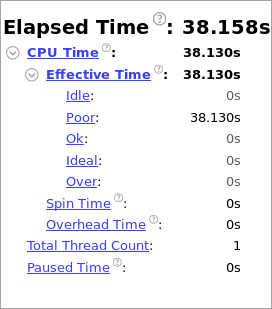 Elapsed Time ?: 38.158s
CPU Time ?: 38.130s
Effective Time ?: 38.130s
Idle: 0s
Poor: 38.130s
Ok: 0s
Ideal: 0s
Over: 0s
Spin Time ?: 0s
Overhead Time ?: 0s
Total Thread Count: 1
Paused Time ?: 0s